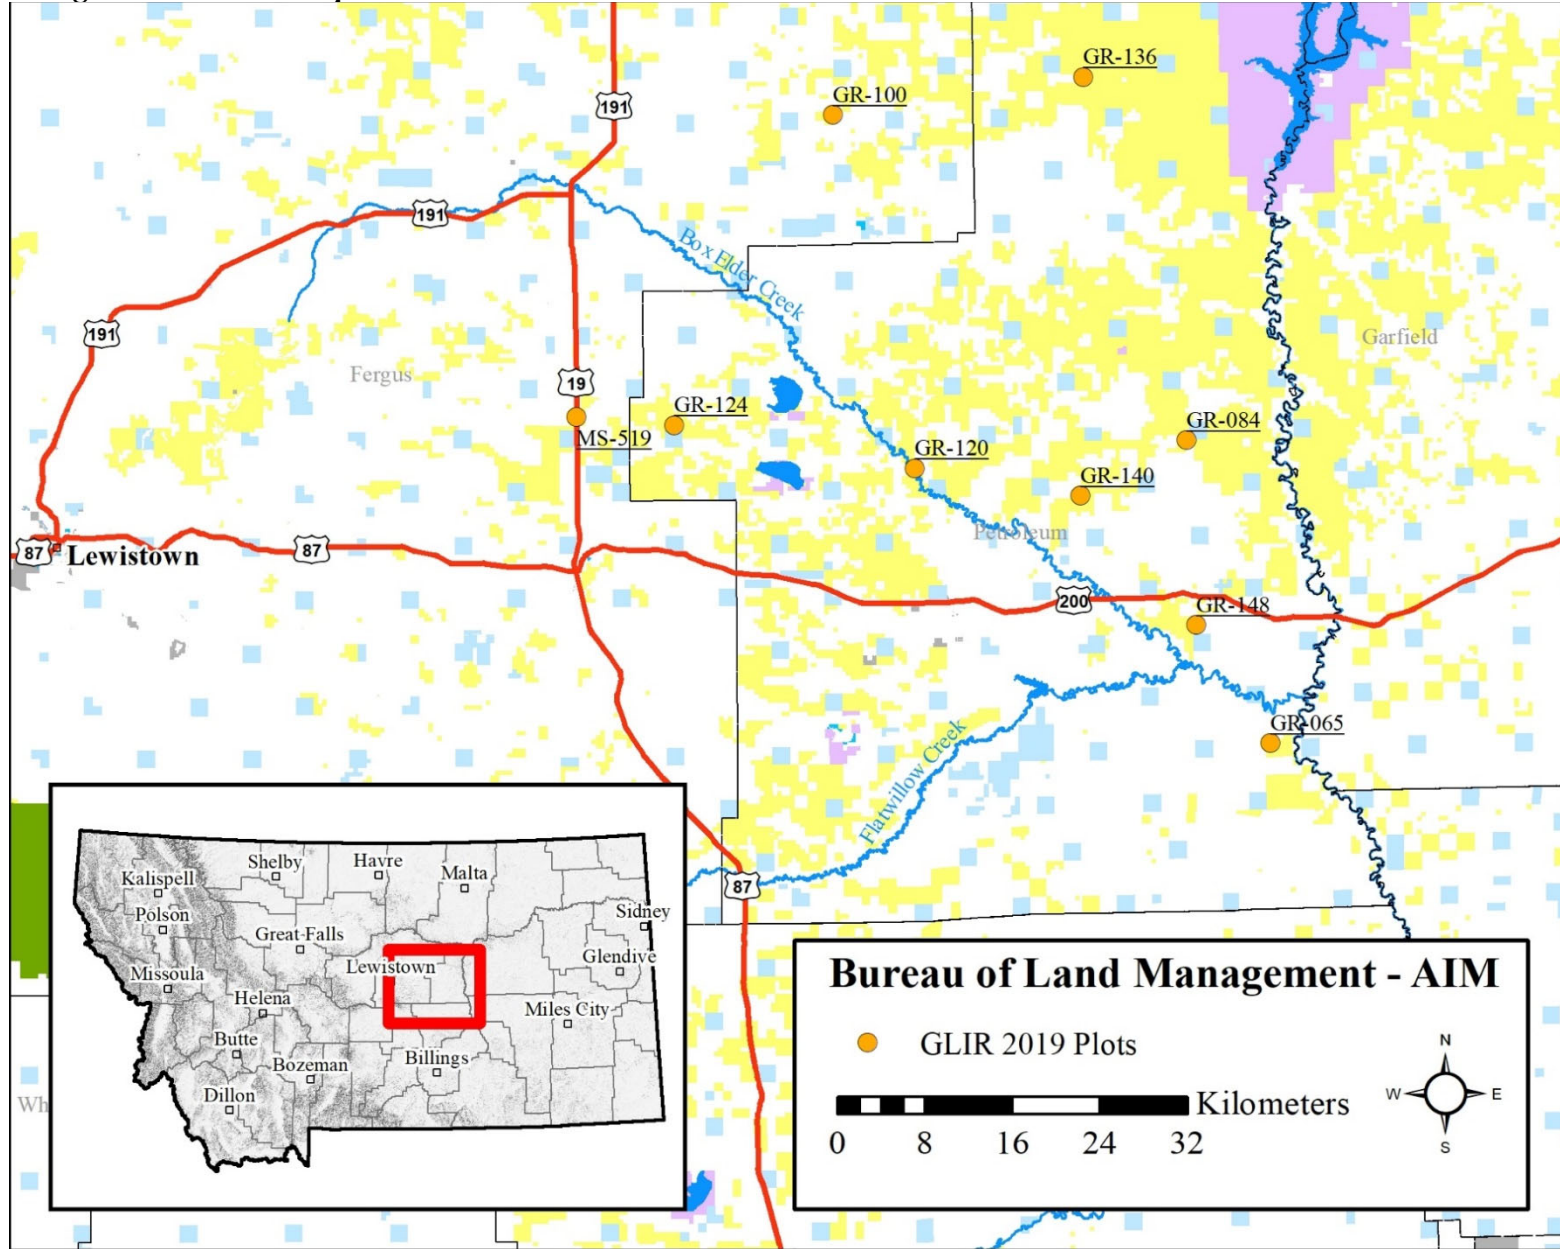 GR-136
GR-100
191
191
Box Elder Creek
191
Garfield
Fergus
19
GR-124
MS-519
GR-084
GR-120
GR-140
Petroleum
87
Lewistown
87
200
GR-148
GR-065
Flatwillow Creek
87
Shelby
Havre
Malta
Kalispell
Polson
Sidney
Great Falls
Glendive
Lewistown
Missoula
Helena
Miles City
Butte
Bozeman
Billings
Dillon
Wh
Bureau of Land Management - AIM
GLIR 2019 Plots
Kilometers
0 8 16 24 32
N
W E
S